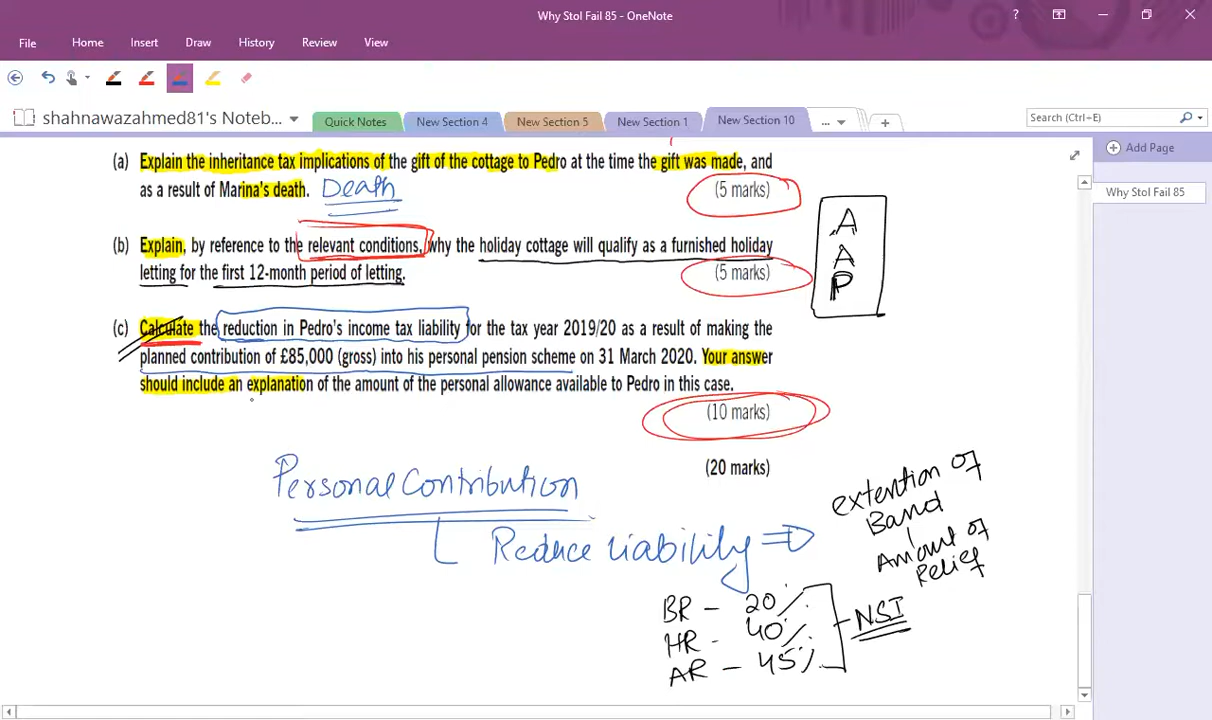 Why Stol Fail 85 - OneNote
?
File Home Insert Draw History Review View
shahnawazahmed81's Noteb... Quick Notes New Section 4 New Section 5 New Section 1 New Section 10 ... Search (Ctrl+E)
Add Page
Why Stol Fail 85
(a) Explain the inheritance tax implications of the gift of the cottage to Pedro at the time the gift was made, and
as a result of Marina's death. Death (5 marks)
A
A
P
(b) Explain, by reference to the relevant conditions, why the holiday cottage will qualify as a furnished holiday
letting for the first 12-month period of letting. (5 marks)
(c) Calculate the reduction in Pedro's income tax liability for the tax year 2019/20 as a result of making the
planned contribution of £85,000 (gross) into his personal pension scheme on 31 March 2020. Your answer
should include an explanation of the amount of the personal allowance available to Pedro in this case.
(10 marks)
(20 marks)
Personal Contribution
Reduce liability ⇒
extention of
Band
Amount of
Relief
BR - 20%
HR - 40%
AR - 45%
NSI